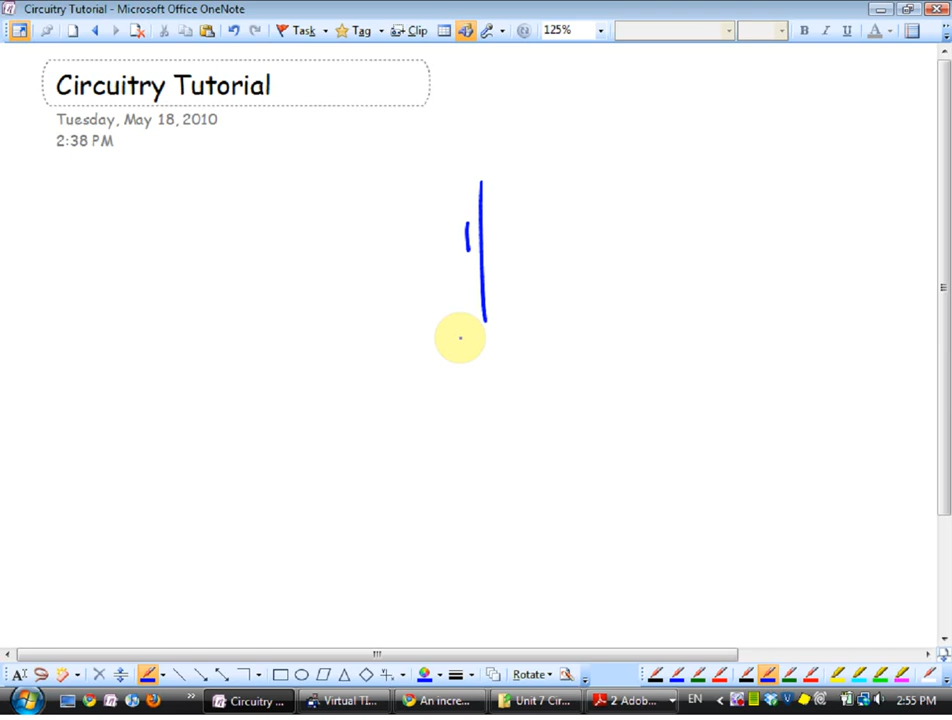 Circuitry Tutorial - Microsoft Office OneNote
Task Tag Clip 125% B I U A
Circuitry Tutorial
Tuesday, May 18, 2010
2:38 PM
Rotate
Circuitry ... Virtual TI... An incre... Unit 7 Cir... 2 Adob... EN 2:55 PM